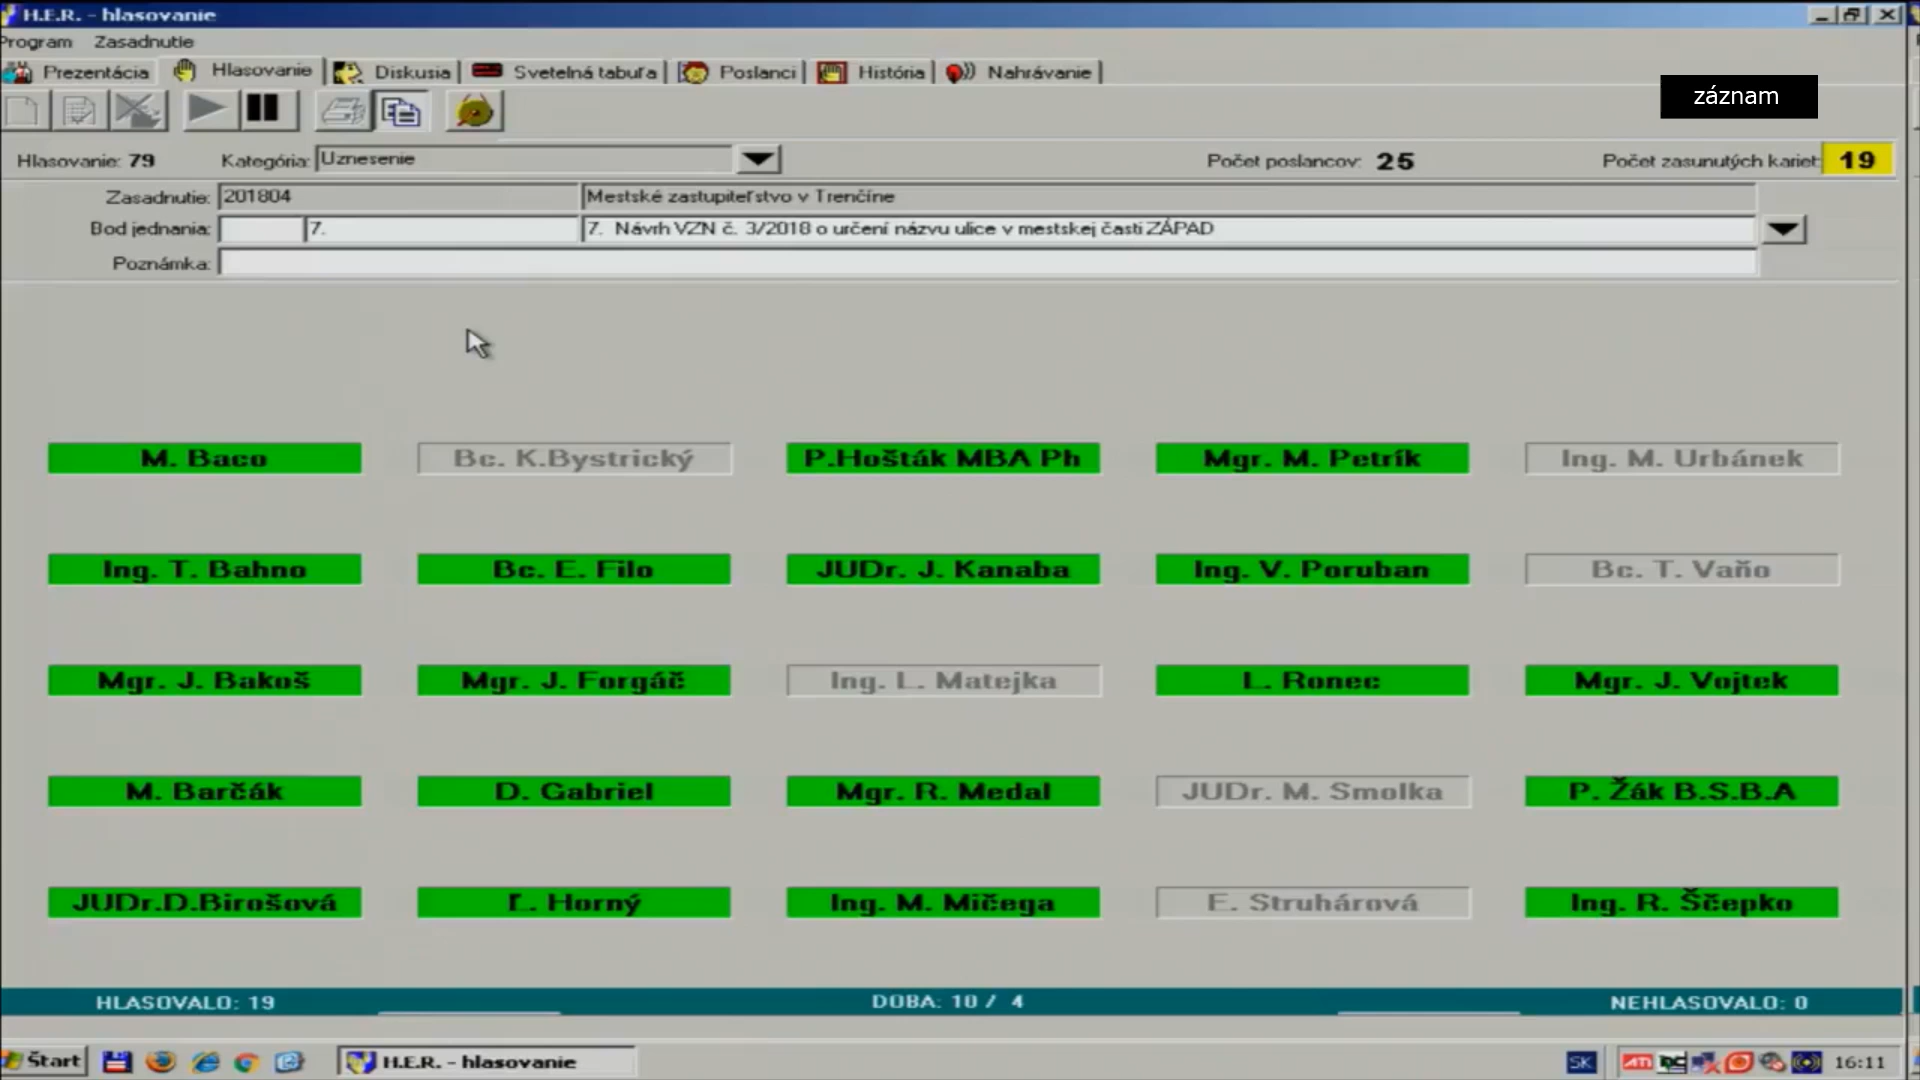 H.E.R. - hlasovanie
Program Zasadnutie
Prezentácia Hlasovanie Diskusia Svetelná tabuľa Poslanci História Nahrávanie
záznam
Hlasovanie: 79 Kategória: Uznesenie Počet poslancov: 25 Počet zasunutých kariet: 19
Zasadnutie: 201804 Mestské zastupiteľstvo v Trenčíne
Bod jednania: 7. 7. Návrh VZN č. 3/2018 o určení názvu ulice v mestskej časti ZÁPAD
Poznámka:
M. Baco Bc. K.Bystrický P.Hošták MBA Ph Mgr. M. Petrík Ing. M. Urbánek
Ing. T. Bahno Bc. E. Filo JUDr. J. Kanaba Ing. V. Poruban Bc. T. Vaňo
Mgr. J. Bakoš Mgr. J. Forgáč Ing. L. Matejka L. Ronec Mgr. J. Vojtek
M. Barčák D. Gabriel Mgr. R. Medal JUDr. M. Smolka P. Žák B.S.B.A
JUDr.D.Birošová Ľ. Horný Ing. M. Mičega E. Struhárová Ing. R. Ščepko
HLASOVALO: 19 DOBA: 10 / 4 NEHLASOVALO: 0
Štart H.E.R. - hlasovanie SK ATI 16:11